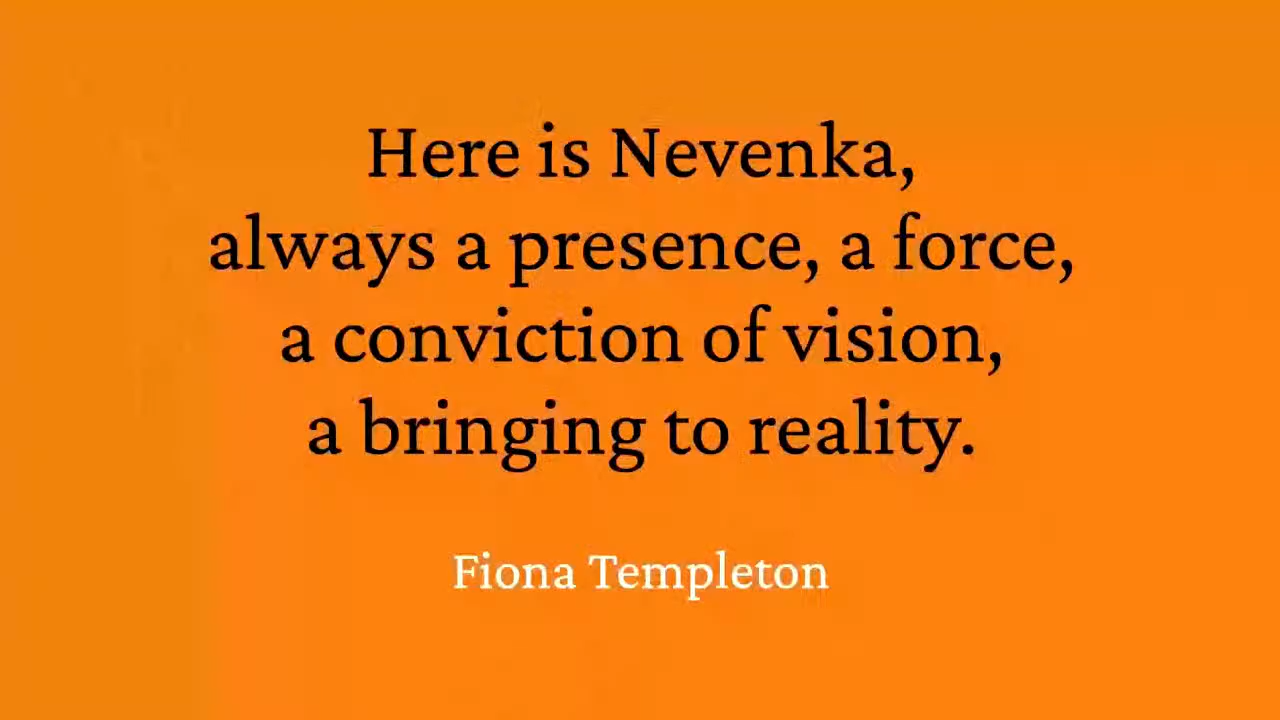 Here is Nevenka,
always a presence, a force,
a conviction of vision,
a bringing to reality.
Fiona Templeton